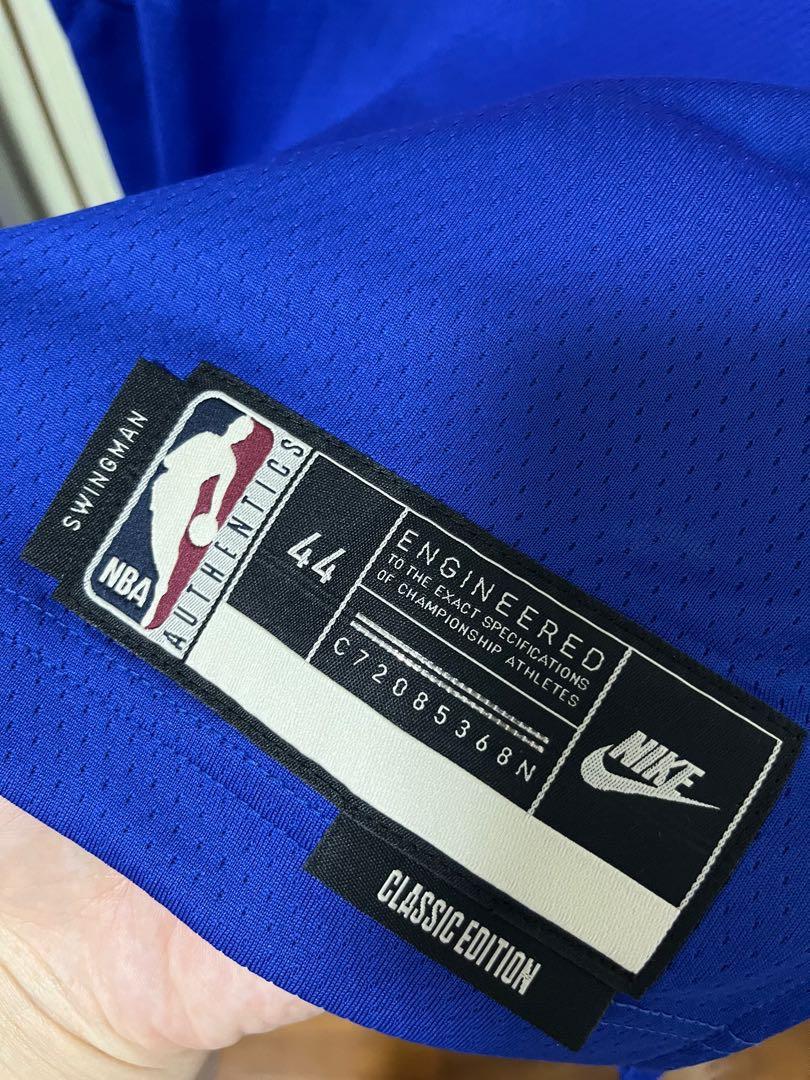 SWINGMAN
NBA
AUTHENTICS
44
ENGINEERED
TO THE EXACT SPECIFICATIONS
OF CHAMPIONSHIP ATHLETES
C72085368N
NIKE
CLASSIC EDITION